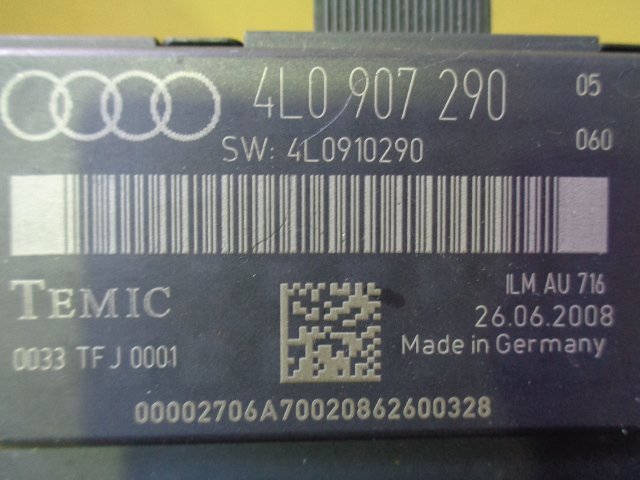 4L0 907 290 05
SW: 4L0910290 060
TEMIC
ILM AU 716
26.06.2008
0033 TFJ 0001
Made in Germany
00002706A70020862600328